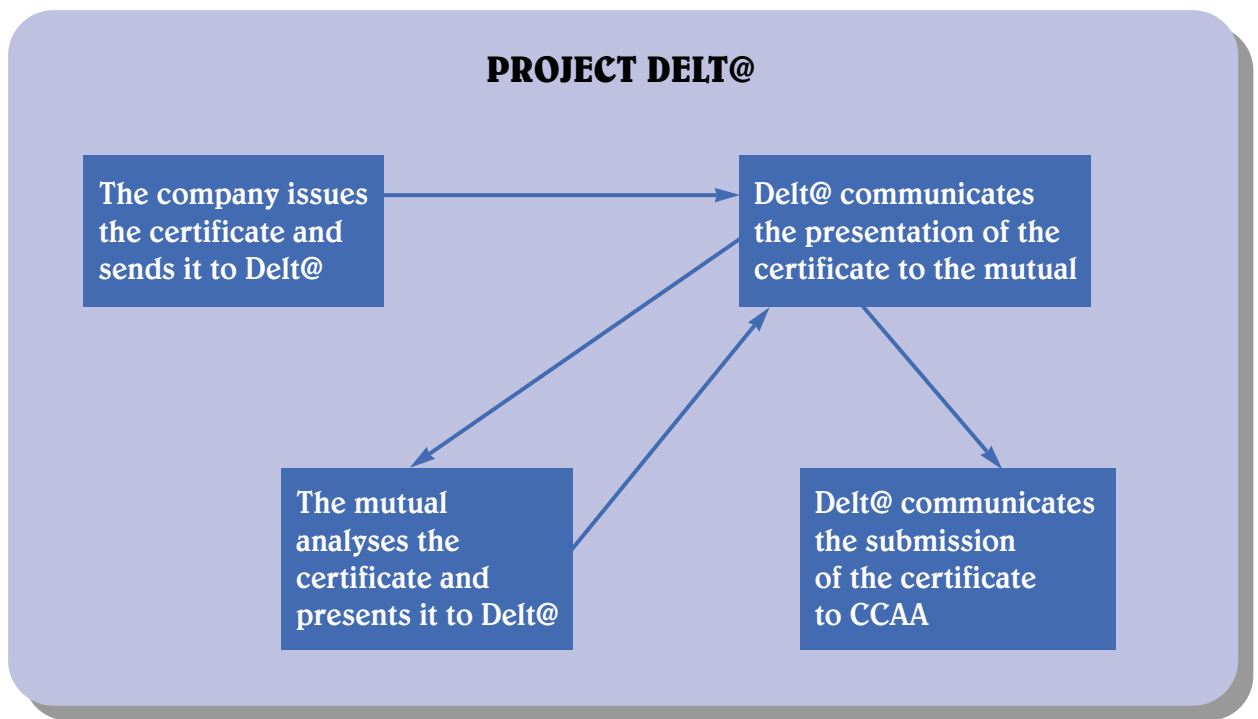 PROJECT DELT@
The company issues
the certificate and
sends it to Delt@
Delt@ communicates
the presentation of the
certificate to the mutual
The mutual
analyses the
certificate and
presents it to Delt@
Delt@ communicates
the submission
of the certificate
to CCAA